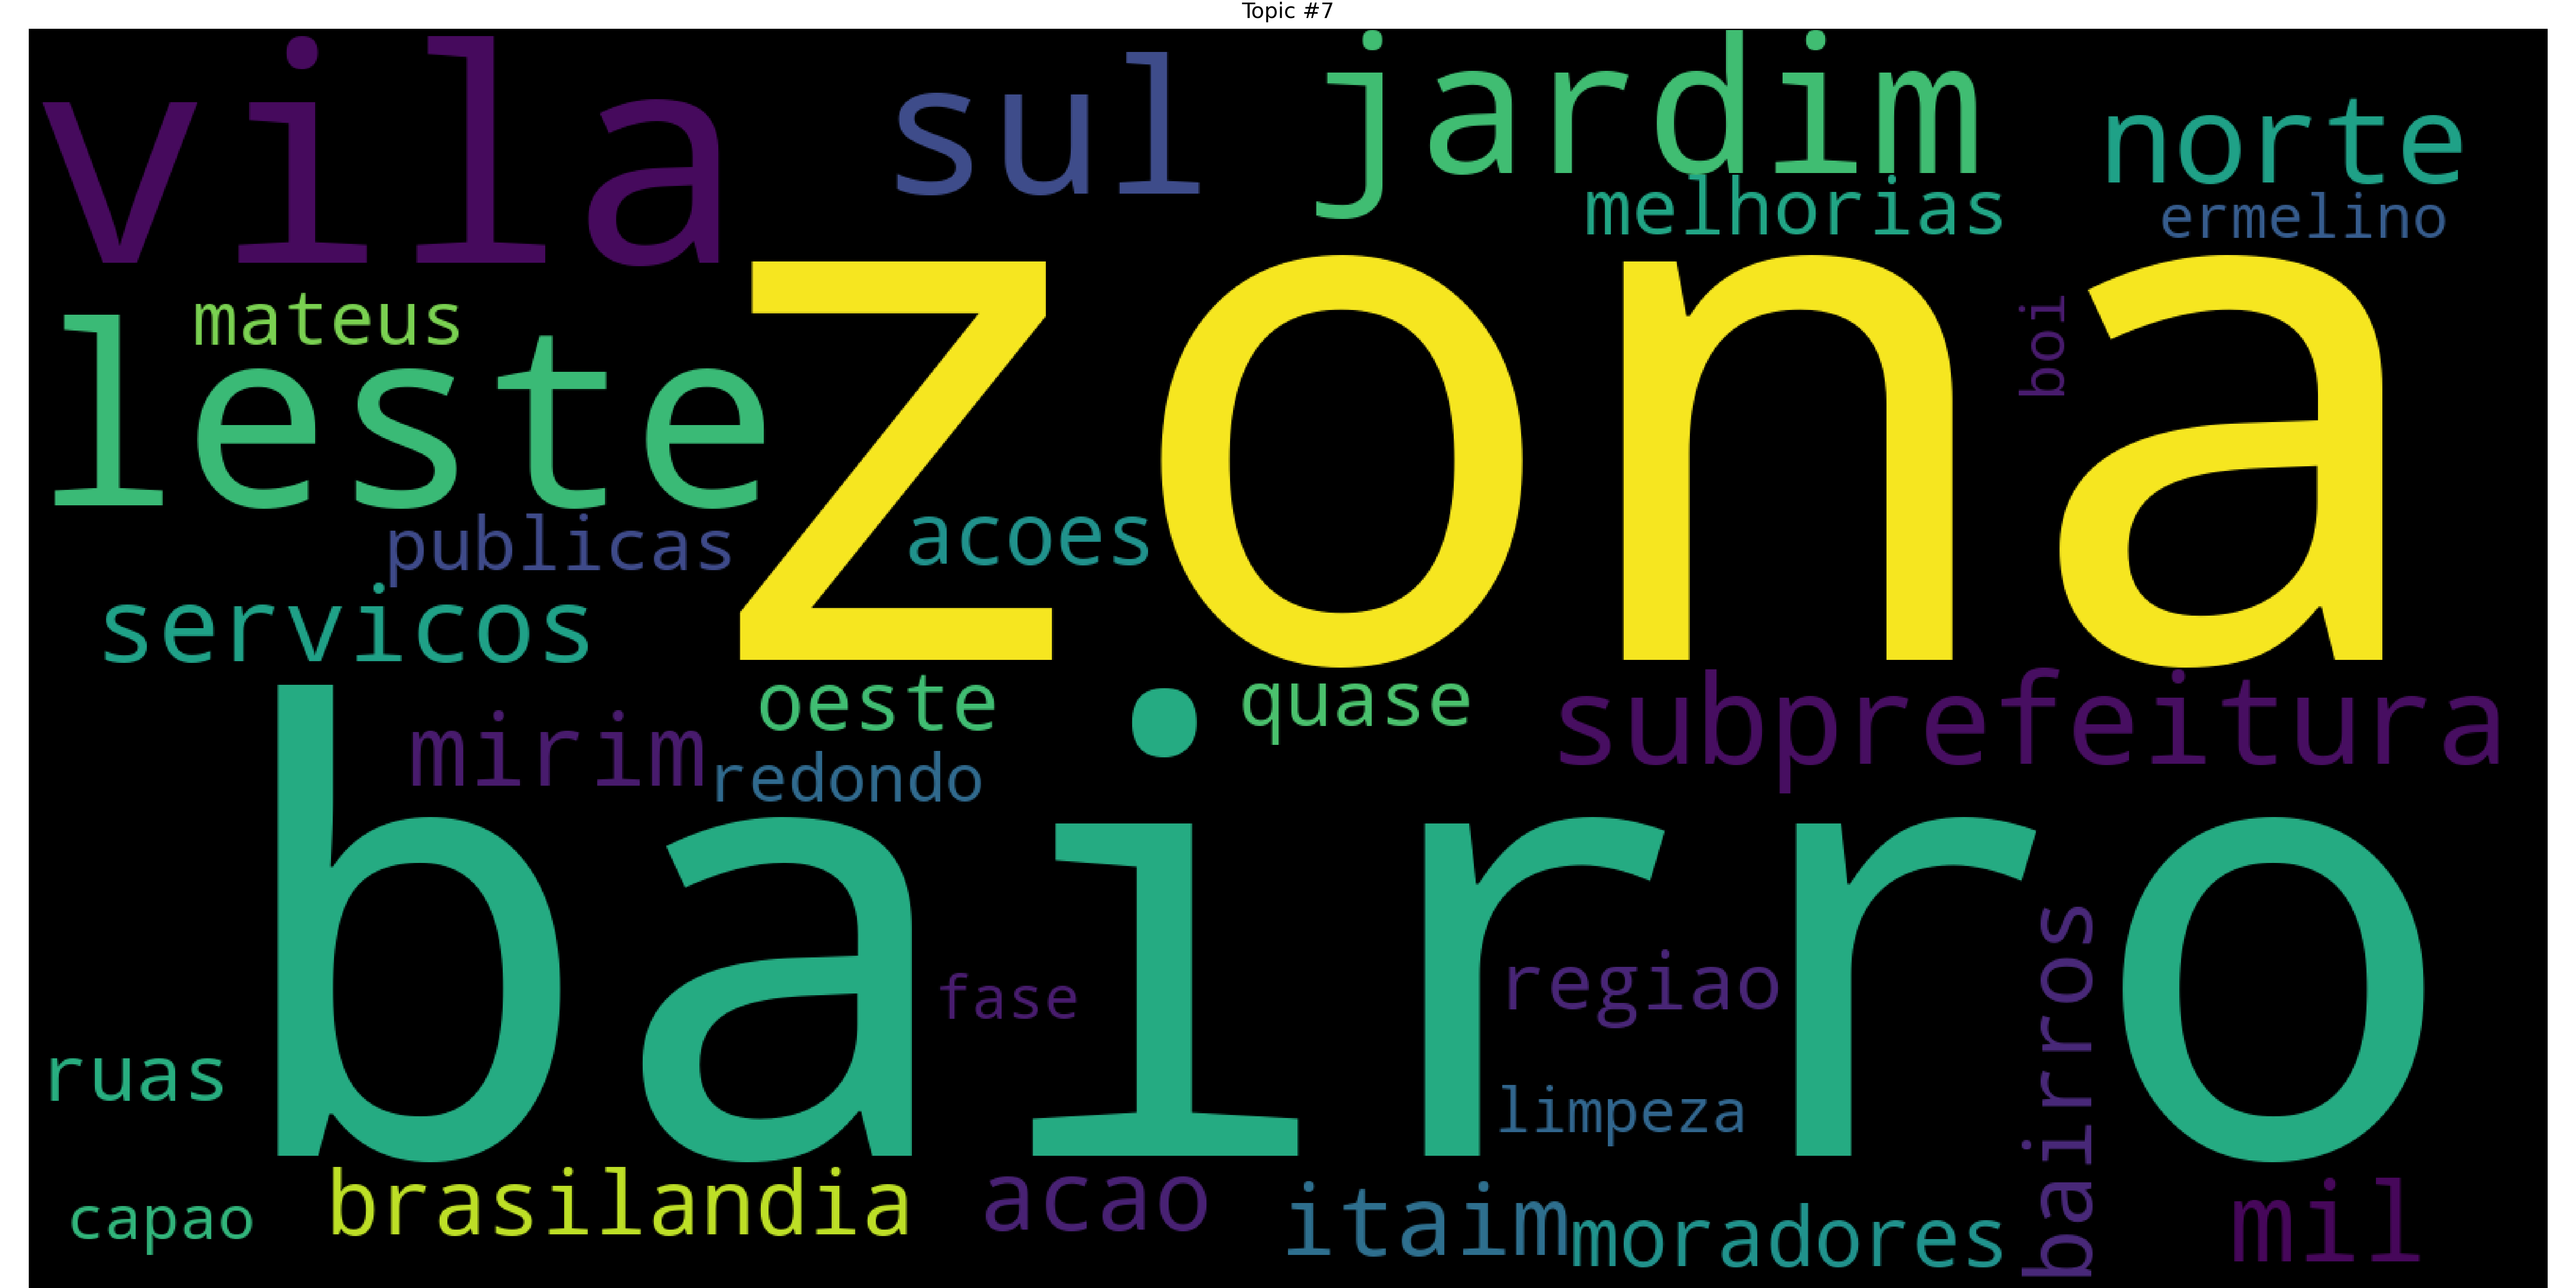 Topic #7
vila
sul
jardim
norte
melhorias
ermelino
mateus
leste
zona
boi
publicas
acoes
servicos
oeste
quase
subprefeitura
mirim
redondo
bairro
fase
regiao
bairros
ruas
limpeza
capao
brasilandia
acao
itaim
moradores
mil